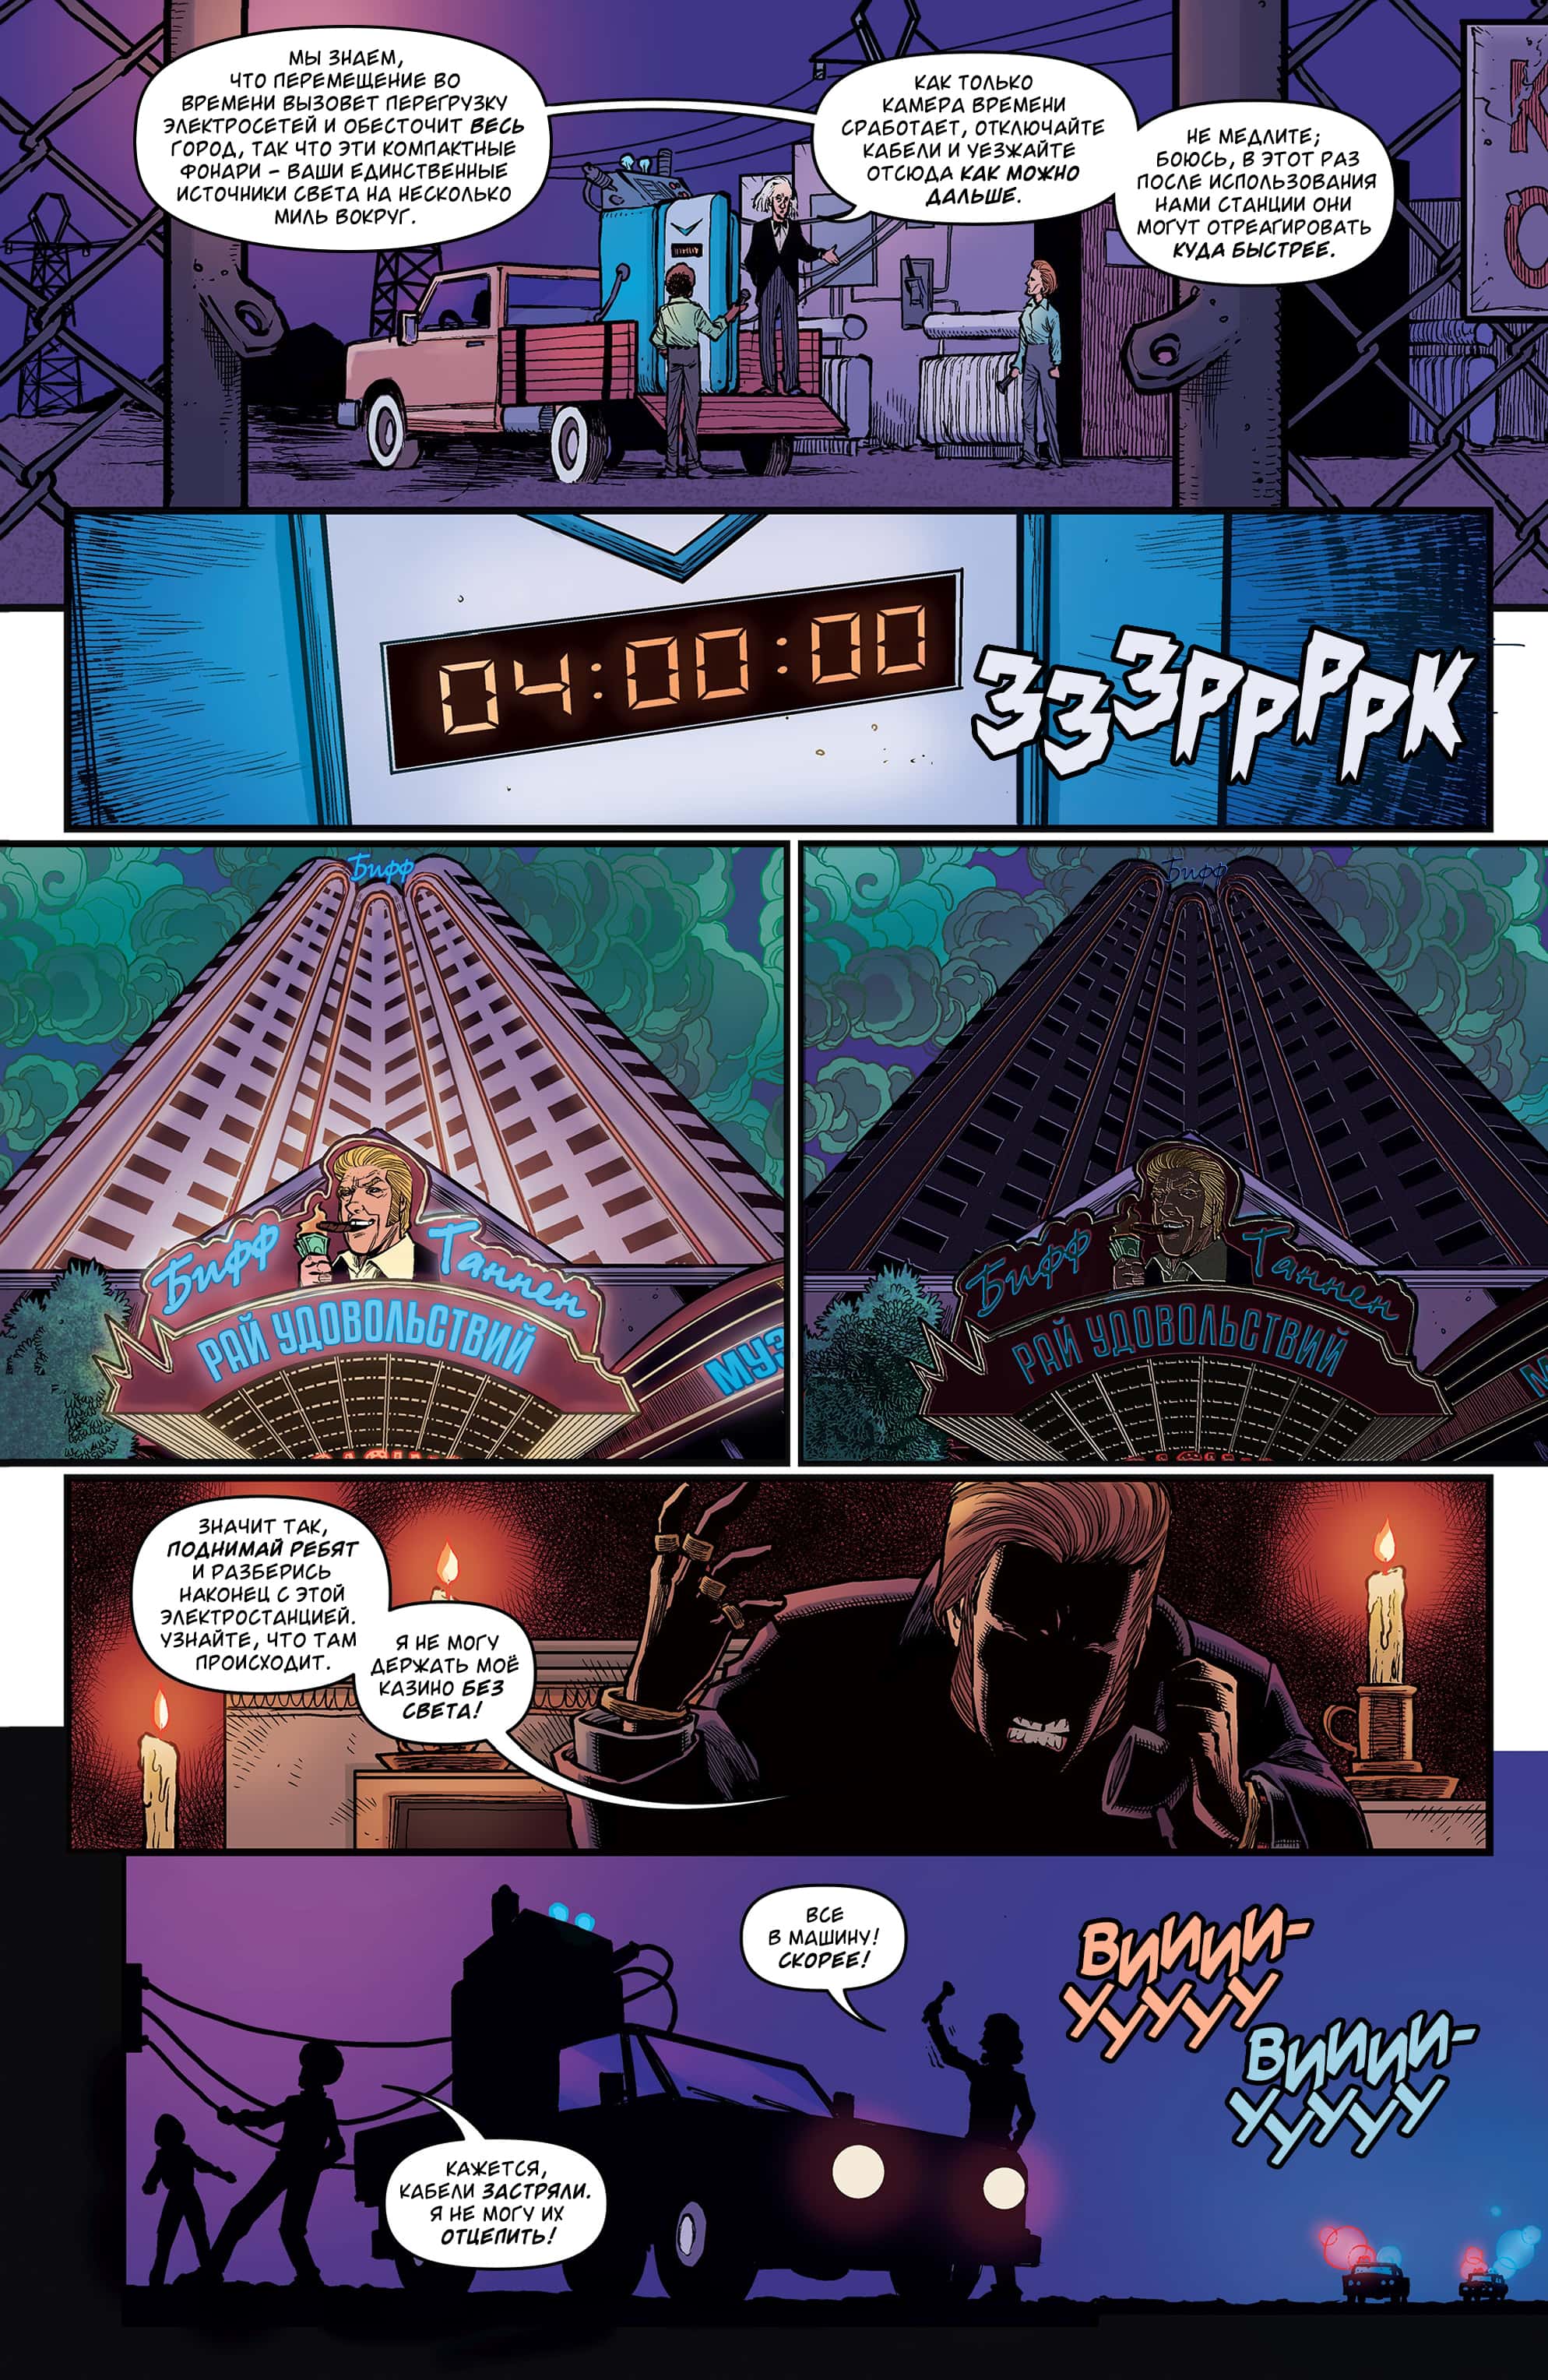 МЫ ЗНАЕМ,
ЧТО ПЕРЕМЕЩЕНИЕ ВО
ВРЕМЕНИ ВЫЗОВЕТ ПЕРЕГРУЗКУ
ЭЛЕКТРОСЕТЕЙ И ОБЕСТОЧИТ ВЕСЬ
ГОРОД, ТАК ЧТО ЭТИ КОМПАКТНЫЕ
ФОНАРИ – ВАШИ ЕДИНСТВЕННЫЕ
ИСТОЧНИКИ СВЕТА НА НЕСКОЛЬКО
МИЛЬ ВОКРУГ.
КАК ТОЛЬКО
КАМЕРА ВРЕМЕНИ
СРАБОТАЕТ, ОТКЛЮЧАЙТЕ
КАБЕЛИ И УЕЗЖАЙТЕ
ОТСЮДА КАК МОЖНО
ДАЛЬШЕ.
НЕ МЕДЛИТЕ;
БОЮСЬ, В ЭТОТ РАЗ
ПОСЛЕ ИСПОЛЬЗОВАНИЯ
НАМИ СТАНЦИИ ОНИ
МОГУТ ОТРЕАГИРОВАТЬ
КУДА БЫСТРЕЕ.
04:00:00
ЗЗЗРРРРК
Бифф
Бифф Таннен
РАЙ УДОВОЛЬСТВИЙ
МУЗ
Бифф
Бифф Таннен
РАЙ УДОВОЛЬСТВИЙ
М
ЗНАЧИТ ТАК,
ПОДНИМАЙ РЕБЯТ
И РАЗБЕРИСЬ
НАКОНЕЦ С ЭТОЙ
ЭЛЕКТРОСТАНЦИЕЙ.
УЗНАЙТЕ, ЧТО ТАМ
ПРОИСХОДИТ.
Я НЕ МОГУ
ДЕРЖАТЬ МОЁ
КАЗИНО БЕЗ
СВЕТА!
ВСЕ
В МАШИНУ!
СКОРЕЕ!
ВИИИИ-
УУУУУ
ВИИИИ-
УУУУУ
КАЖЕТСЯ,
КАБЕЛИ ЗАСТРЯЛИ.
Я НЕ МОГУ ИХ
ОТЦЕПИТЬ!